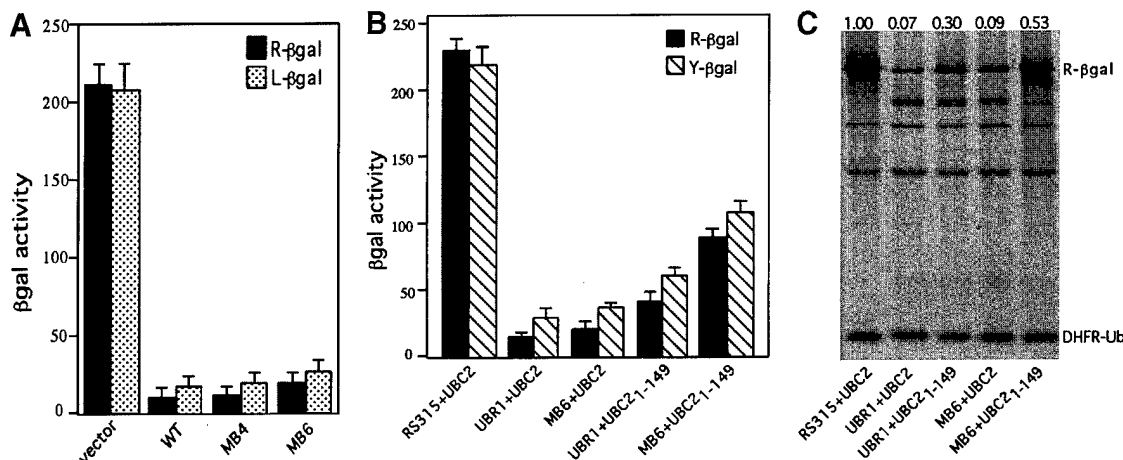 A
250
200
150
100
50
0
βgal activity
R-βgal
L-βgal
vector
WT
MB4
MB6
B
250
200
150
100
50
0
βgal activity
R-βgal
Y-βgal
RS315+UBC2
UBR1+UBC2
MB6+UBC2
UBR1+UBC2₁₋₁₄₉
MB6+UBC2₁₋₁₄₉
C
1.00 0.07 0.30 0.09 0.53
R-βgal
DHFR-Ub
RS315+UBC2
UBR1+UBC2
UBR1+UBC2₁₋₁₄₉
MB6+UBC2
MB6+UBC2₁₋₁₄₉